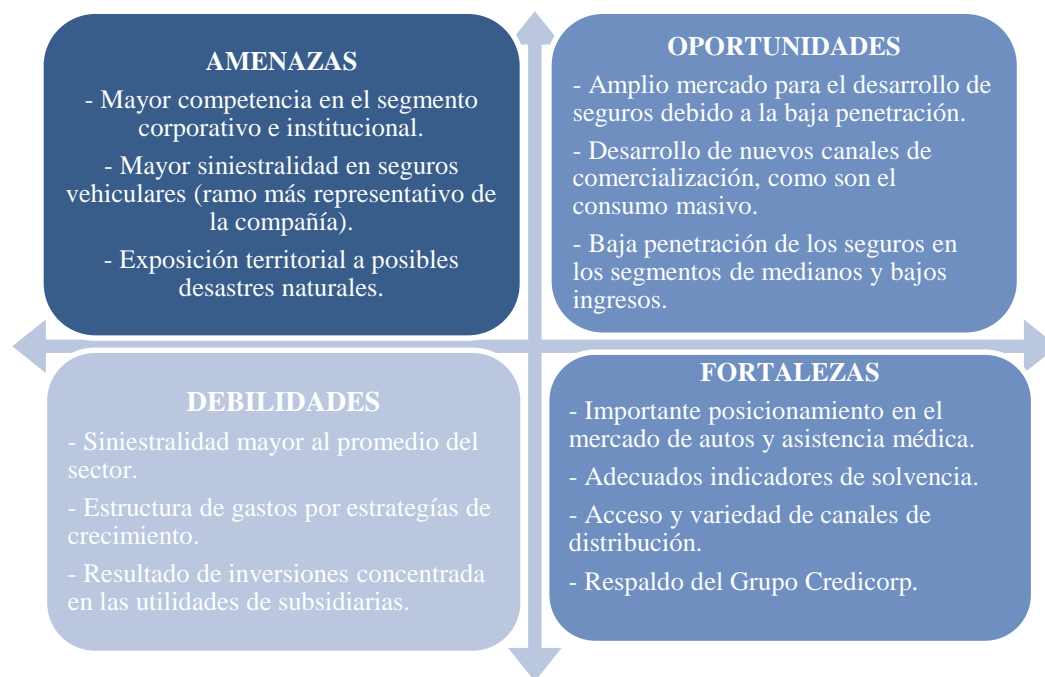 AMENAZAS
- Mayor competencia en el segmento
corporativo e institucional.
- Mayor siniestralidad en seguros
vehiculares (ramo más representativo de
la compañía).
- Exposición territorial a posibles
desastres naturales.
OPORTUNIDADES
- Amplio mercado para el desarrollo de
seguros debido a la baja penetración.
- Desarrollo de nuevos canales de
comercialización, como son el
consumo masivo.
- Baja penetración de los seguros en
los segmentos de medianos y bajos
ingresos.
DEBILIDADES
- Siniestralidad mayor al promedio del
sector.
- Estructura de gastos por estrategías de
crecimiento.
- Resultado de inversiones concentrada
en las utilidades de subsidiarias.
FORTALEZAS
- Importante posicionamiento en el
mercado de autos y asistencia médica.
- Adecuados indicadores de solvencia.
- Acceso y variedad de canales de
distribución.
- Respaldo del Grupo Credicorp.